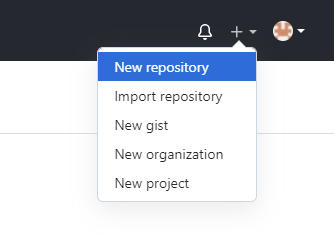 New repository
Import repository
New gist
New organization
New project